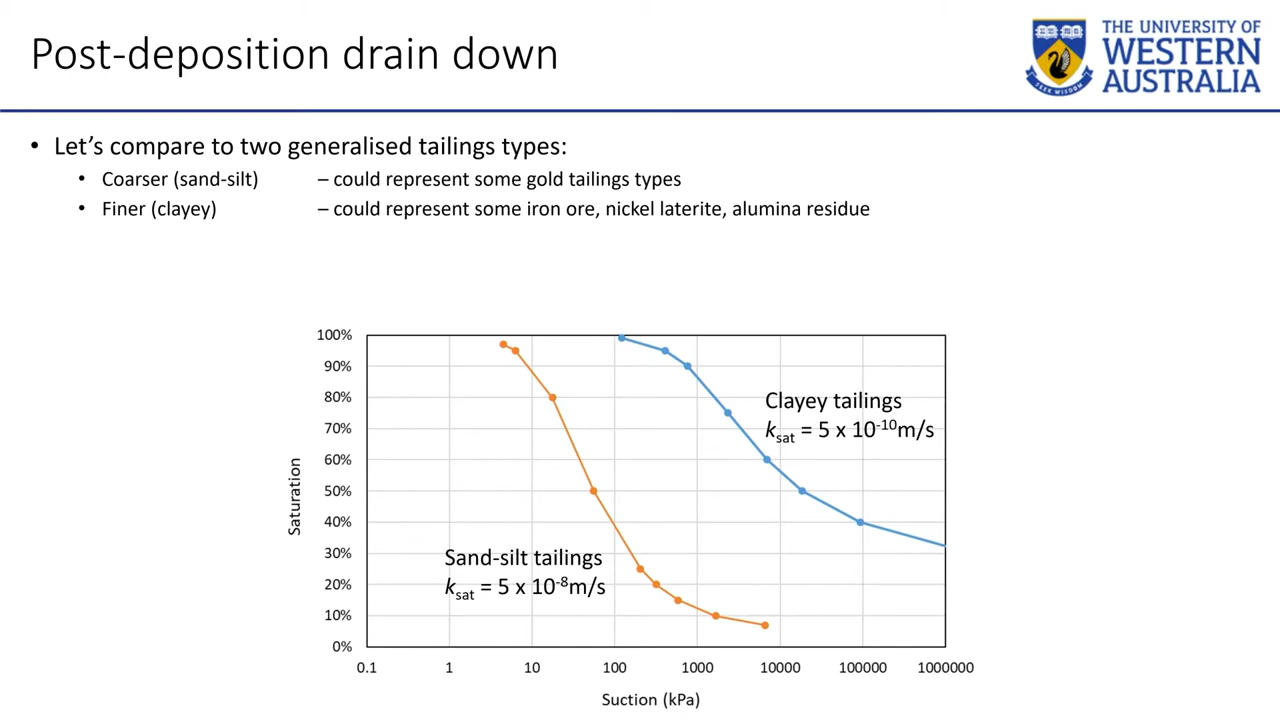 Post-deposition drain down
THE UNIVERSITY OF
WESTERN
AUSTRALIA
SEEK WISDOM
• Let’s compare to two generalised tailings types:
• Coarser (sand-silt) – could represent some gold tailings types
• Finer (clayey) – could represent some iron ore, nickel laterite, alumina residue
100%
90%
80%
70%
60%
50%
40%
30%
20%
10%
0%
Saturation
Clayey tailings
ksat = 5 x 10-10m/s
Sand-silt tailings
ksat = 5 x 10-8m/s
0.1 1 10 100 1000 10000 100000 1000000
Suction (kPa)